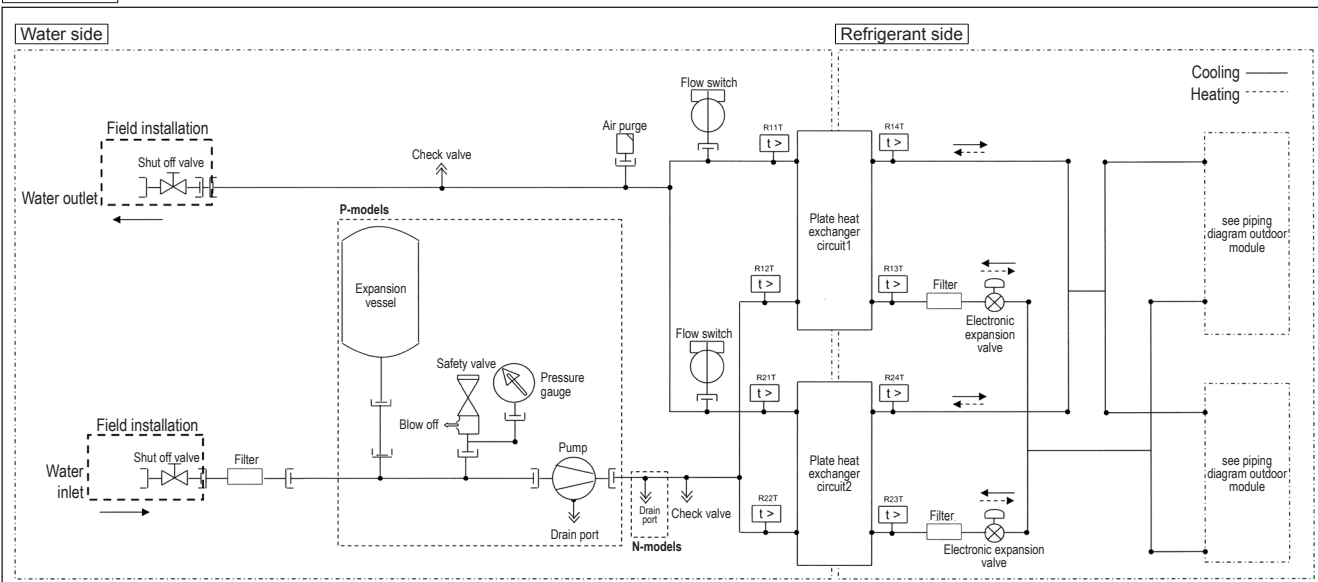 Water side
Refrigerant side
Cooling
Heating
Flow switch
Field installation
Shut off valve
Water outlet
Check valve
Air purge
R11T
t >
R14T
t >
Plate heat
exchanger
circuit1
see piping
diagram outdoor
module
P-models
Expansion
vessel
R12T
t >
R13T
t >
Filter
Electronic
expansion
valve
Flow switch
Safety valve
Pressure
gauge
Blow off
R21T
t >
R24T
t >
Plate heat
exchanger
circuit2
see piping
diagram outdoor
module
Field installation
Shut off valve
Water
inlet
Filter
Pump
Drain port
Drain
port
N-models
Check valve
R22T
t >
R23T
t >
Filter
Electronic expansion
valve